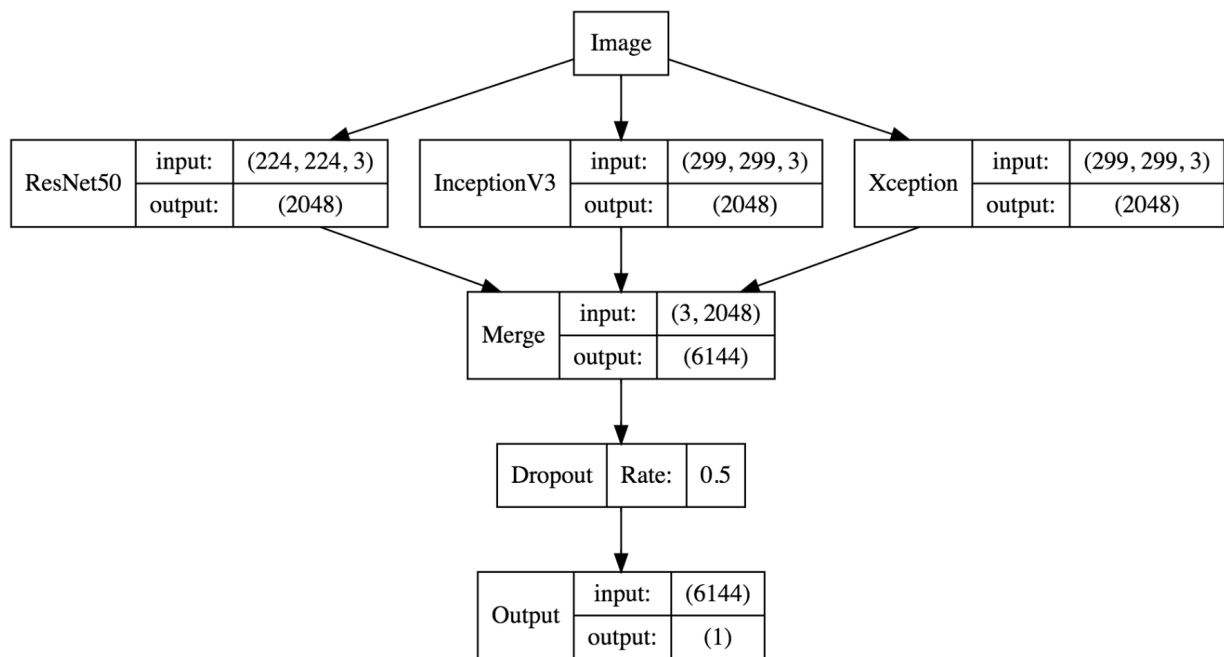 Image
ResNet50
input: (224, 224, 3)
output: (2048)
InceptionV3
input: (299, 299, 3)
output: (2048)
Xception
input: (299, 299, 3)
output: (2048)
Merge
input: (3, 2048)
output: (6144)
Dropout Rate: 0.5
Output
input: (6144)
output: (1)